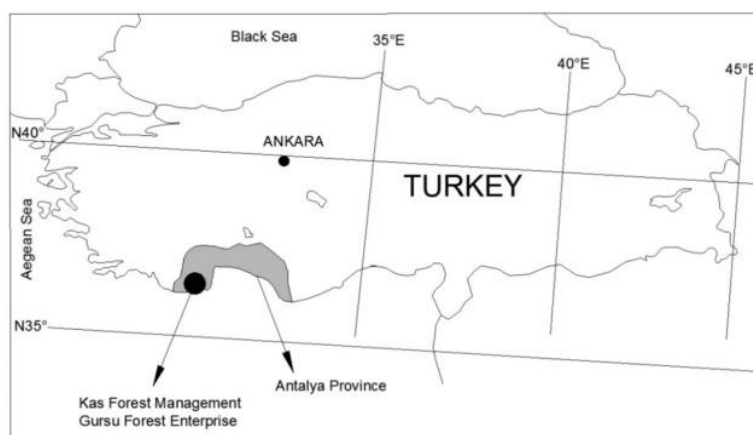 Black Sea
35°E
40°E
45°E
N40°
ANKARA
TURKEY
Aegean Sea
N35°
Antalya Province
Kas Forest Management
Gursu Forest Enterprise